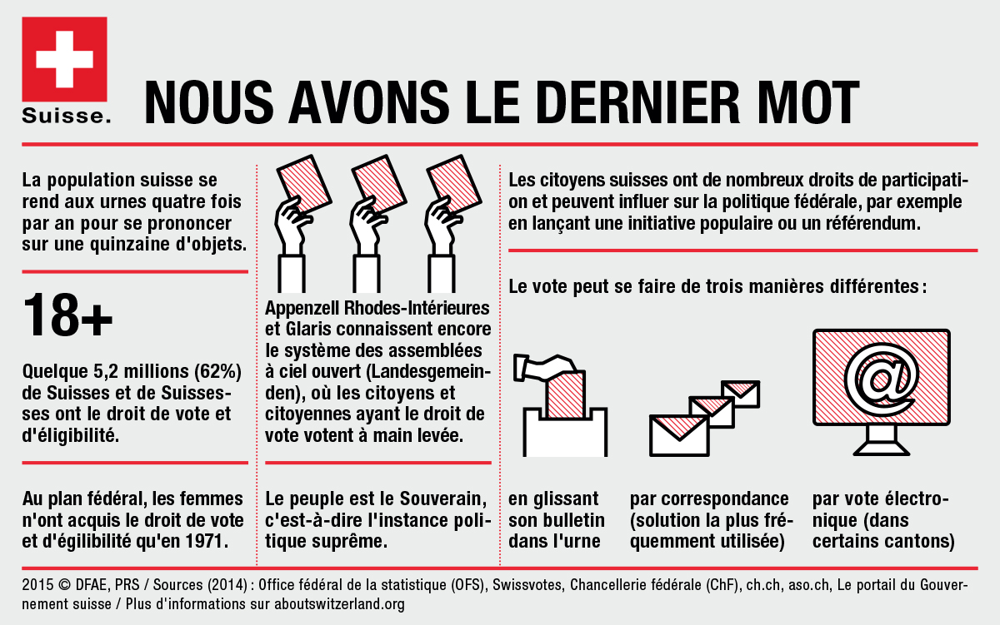 Suisse.
NOUS AVONS LE DERNIER MOT
La population suisse se
rend aux urnes quatre fois
par an pour se prononcer
sur une quinzaine d'objets.
18+
Quelque 5,2 millions (62%)
de Suisses et de Suisses-
ses ont le droit de vote et
d'éligibilité.
Au plan fédéral, les femmes
n'ont acquis le droit de vote
et d'égilibilité qu'en 1971.
Appenzell Rhodes-Intérieures
et Glaris connaissent encore
le système des assemblées
à ciel ouvert (Landesgemein-
den), où les citoyens et
citoyennes ayant le droit de
vote votent à main levée.
Le peuple est le Souverain,
c'est-à-dire l'instance poli-
tique suprême.
Les citoyens suisses ont de nombreux droits de participati-
on et peuvent influer sur la politique fédérale, par exemple
en lançant une initiative populaire ou un référendum.
Le vote peut se faire de trois manières différentes :
@
en glissant
son bulletin
dans l'urne
par correspondance
(solution la plus fré-
quemment utilisée)
par vote électro-
nique (dans
certains cantons)
2015 © DFAE, PRS / Sources (2014) : Office fédéral de la statistique (OFS), Swissvotes, Chancellerie fédérale (ChF), ch.ch, aso.ch, Le portail du Gouver-
nement suisse / Plus d'informations sur aboutswitzerland.org